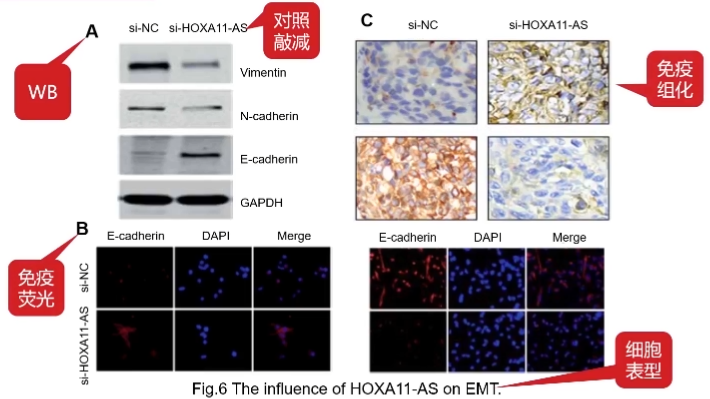 A
si-NC
si-HOXA11-AS
对照
敲减
WB
Vimentin
N-cadherin
E-cadherin
GAPDH
C
si-NC
si-HOXA11-AS
免疫
组化
B
E-cadherin
DAPI
Merge
免疫
荧光
si-NC
si-HOXA11-AS
E-cadherin
DAPI
Merge
细胞
表型
Fig.6 The influence of HOXA11-AS on EMT.